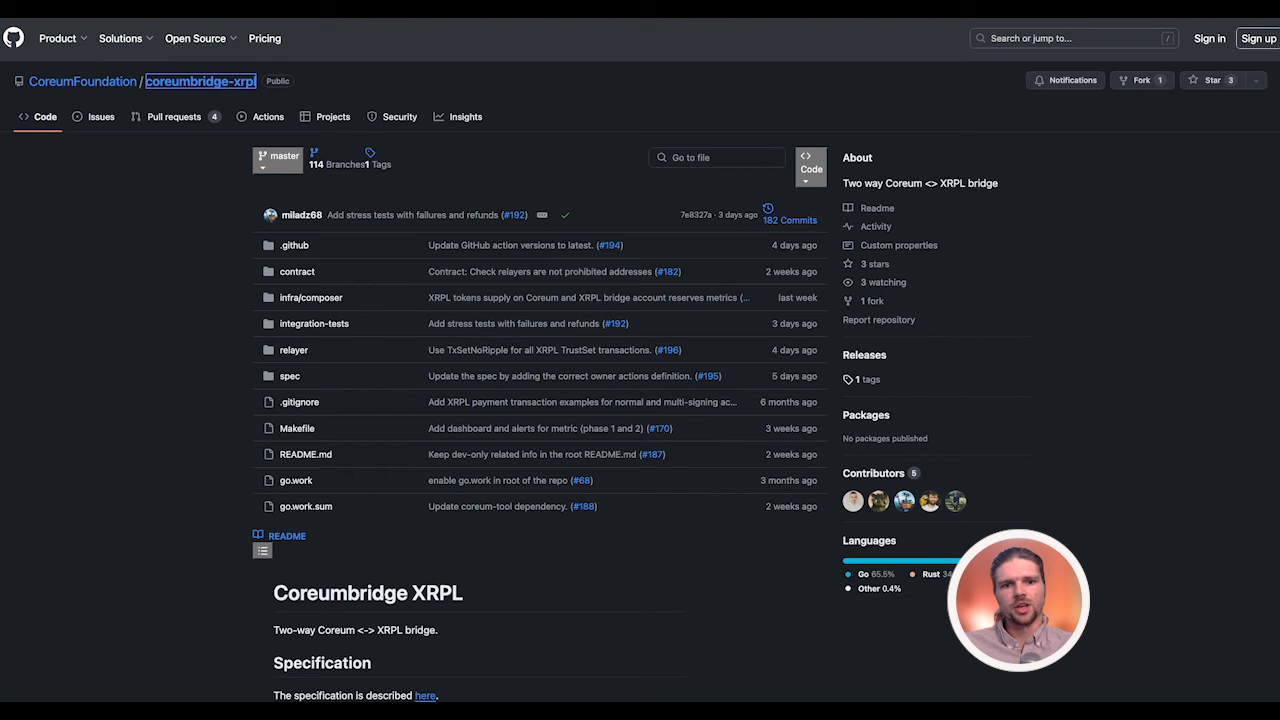 Product Solutions Open Source Pricing Search or jump to... / Sign in Sign up
CoreumFoundation / coreumbridge-xrpl Public Notifications Fork 1 Star 3
Code Issues Pull requests 4 Actions Projects Security Insights
master 114 Branches 1 Tags Go to file Code
miladz68 Add stress tests with failures and refunds (#192) 7e8327a · 3 days ago 182 Commits
.github Update GitHub action versions to latest. (#194) 4 days ago
contract Contract: Check relayers are not prohibited addresses (#182) 2 weeks ago
infra/composer XRPL tokens supply on Coreum and XRPL bridge account reserves metrics (... last week
integration-tests Add stress tests with failures and refunds (#192) 3 days ago
relayer Use TxSetNoRipple for all XRPL TrustSet transactions. (#196) 4 days ago
spec Update the spec by adding the correct owner actions definition. (#195) 5 days ago
.gitignore Add XRPL payment transaction examples for normal and multi-signing ac... 6 months ago
Makefile Add dashboard and alerts for metric (phase 1 and 2) (#170) 3 weeks ago
README.md Keep dev-only related info in the root README.md (#187) 2 weeks ago
go.work enable go.work in root of the repo (#68) 3 months ago
go.work.sum Update coreum-tool dependency. (#188) 2 weeks ago
README
Coreumbridge XRPL
Two-way Coreum <-> XRPL bridge.
Specification
The specification is described here.
About
Two way Coreum <> XRPL bridge
Readme
Activity
Custom properties
3 stars
3 watching
1 fork
Report repository
Releases
1 tags
Packages
No packages published
Contributors 5
Languages
Go 65.5% Rust 34
Other 0.4%